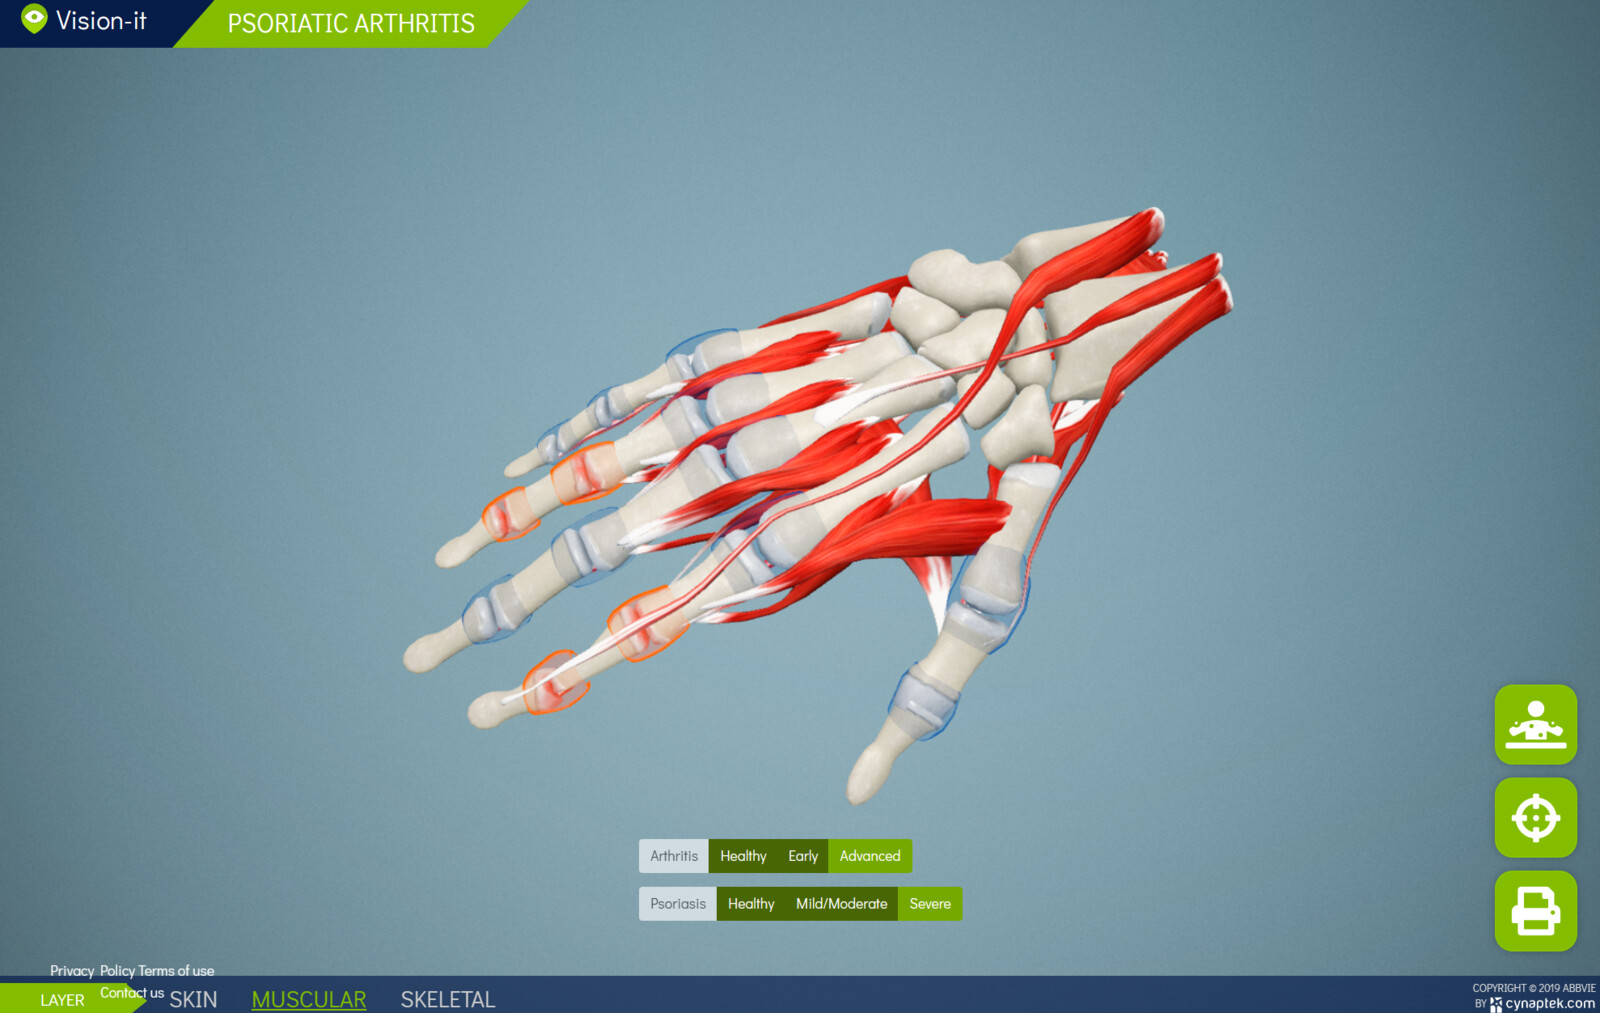 Vision-it
PSORIATIC ARTHRITIS
Arthritis Healthy Early Advanced
Psoriasis Healthy Mild/Moderate Severe
Privacy Policy Terms of use
Contact us
LAYER SKIN MUSCULAR SKELETAL
COPYRIGHT © 2019 ABBVIE
BY cynaptek.com